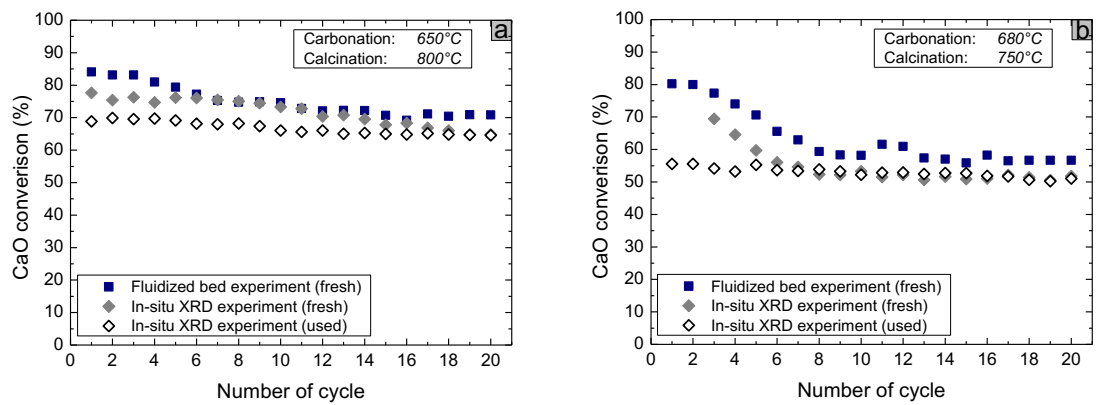 a
Carbonation: 650°C
Calcination: 800°C
100
90
80
70
60
50
40
30
20
10
0
CaO converison (%)
Fluidized bed experiment (fresh)
In-situ XRD experiment (fresh)
In-situ XRD experiment (used)
0 2 4 6 8 10 12 14 16 18 20
Number of cycle
b
Carbonation: 680°C
Calcination: 750°C
100
90
80
70
60
50
40
30
20
10
0
CaO converison (%)
Fluidized bed experiment (fresh)
In-situ XRD experiment (fresh)
In-situ XRD experiment (used)
0 2 4 6 8 10 12 14 16 18 20
Number of cycle